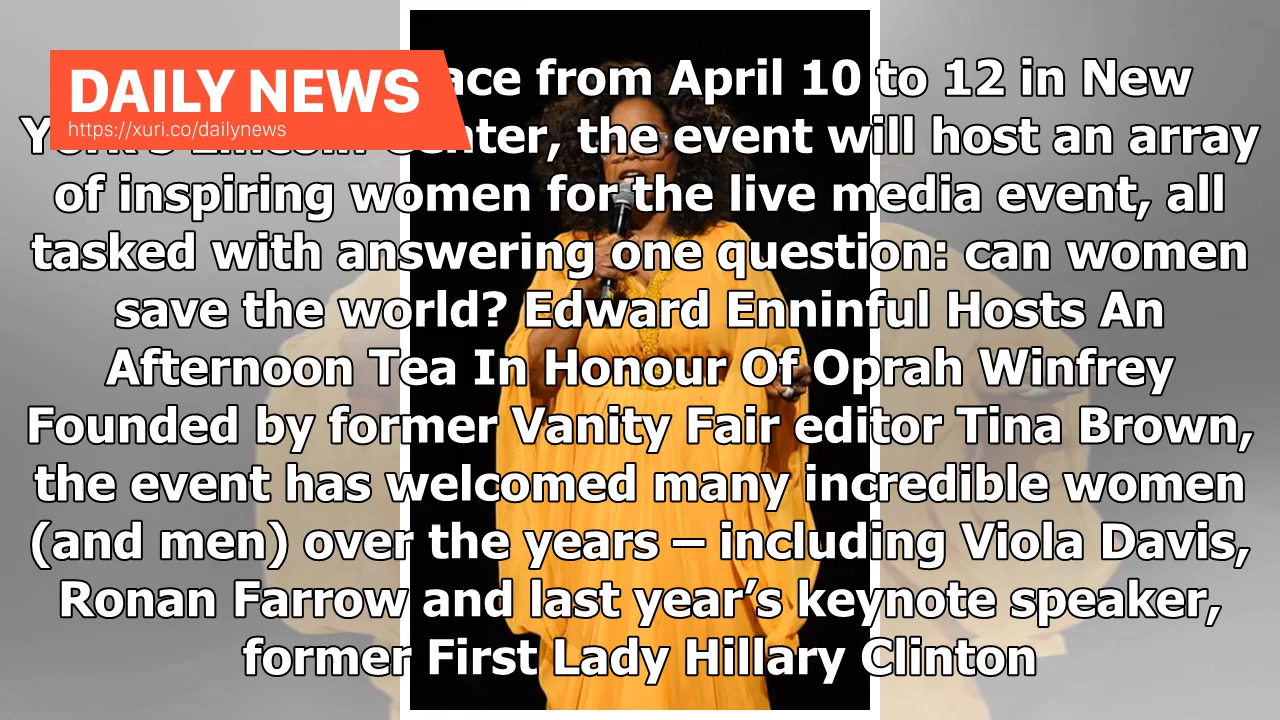 DAILY NEWS
https://xuri.co/dailynews
from April 10 to 12 in New
the event will host an array
of inspiring women for the live media event, all
tasked with answering one question: can women
save the world? Edward Enninful Hosts An
Afternoon Tea In Honour Of Oprah Winfrey
Founded by former Vanity Fair editor Tina Brown,
the event has welcomed many incredible women
(and men) over the years – including Viola Davis,
Ronan Farrow and last year’s keynote speaker,
former First Lady Hillary Clinton